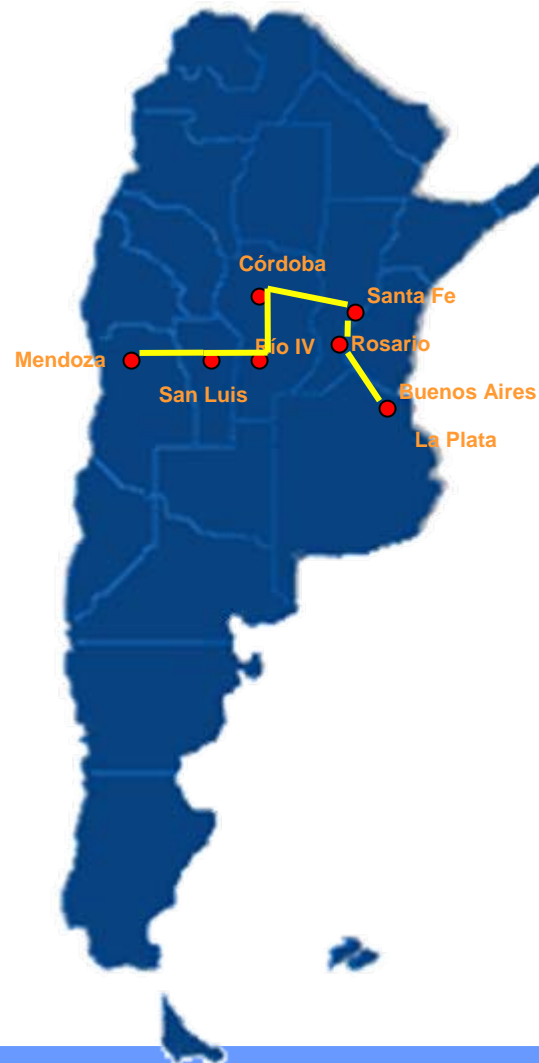 Córdoba
Santa Fe
Río IV
Rosario
Mendoza
San Luis
Buenos Aires
La Plata